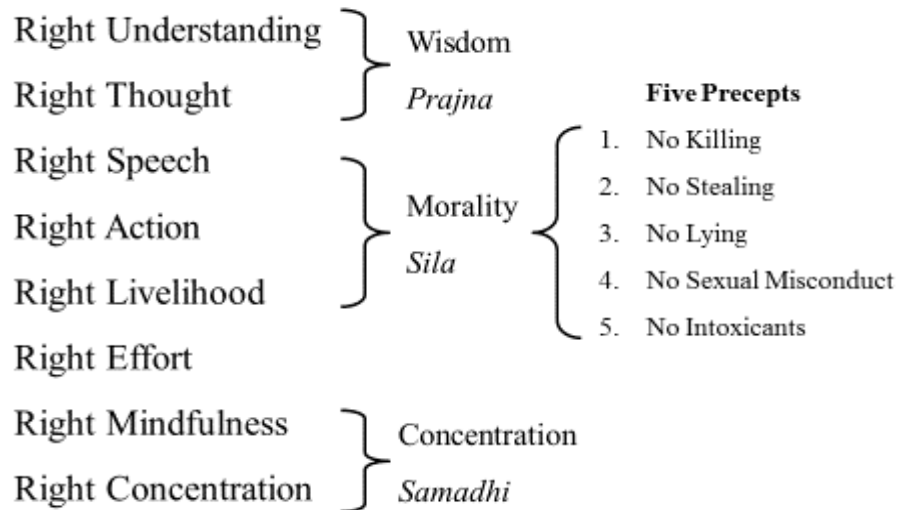 Right Understanding
Right Thought
Right Speech
Right Action
Right Livelihood
Right Effort
Right Mindfulness
Right Concentration
Wisdom
Prajna
Morality
Sila
Concentration
Samadhi
Five Precepts
1. No Killing
2. No Stealing
3. No Lying
4. No Sexual Misconduct
5. No Intoxicants